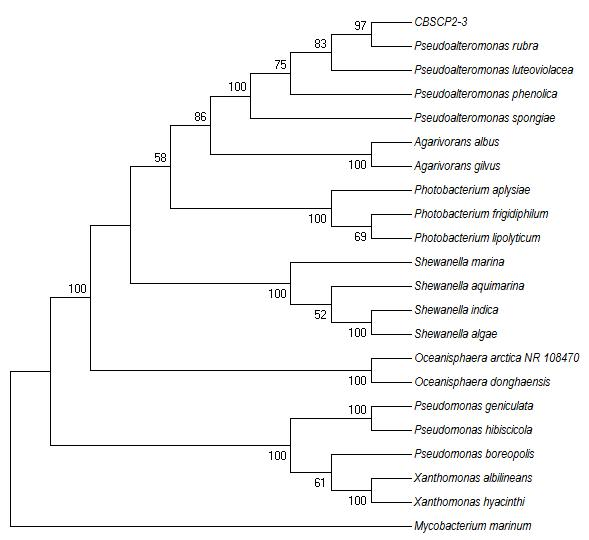 CBSCP2-3
97
Pseudoalteromonas rubra
83
Pseudoalteromonas luteoviolacea
75
Pseudoalteromonas phenolica
100
Pseudoalteromonas spongiae
86
Agarivorans albus
58
100
Agarivorans gilvus
Photobacterium aplysiae
100
Photobacterium frigidiphilum
69
Photobacterium lipolyticum
Shewanella marina
100
100
Shewanella aquimarina
52
Shewanella indica
100
Shewanella algae
Oceanisphaera arctica NR 108470
100
Oceanisphaera donghaensis
100
Pseudomonas geniculata
Pseudomonas hibiscicola
100
Pseudomonas boreopolis
61
Xanthomonas albilineans
100
Xanthomonas hyacinthi
Mycobacterium marinum